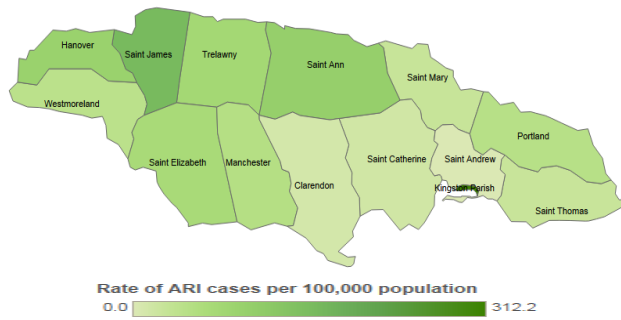 Hanover
Saint James
Trelawny
Saint Ann
Saint Mary
Westmoreland
Portland
Saint Elizabeth
Manchester
Saint Catherine
Saint Andrew
Clarendon
Kingston Parish
Saint Thomas
Rate of ARI cases per 100,000 population
0.0 312.2